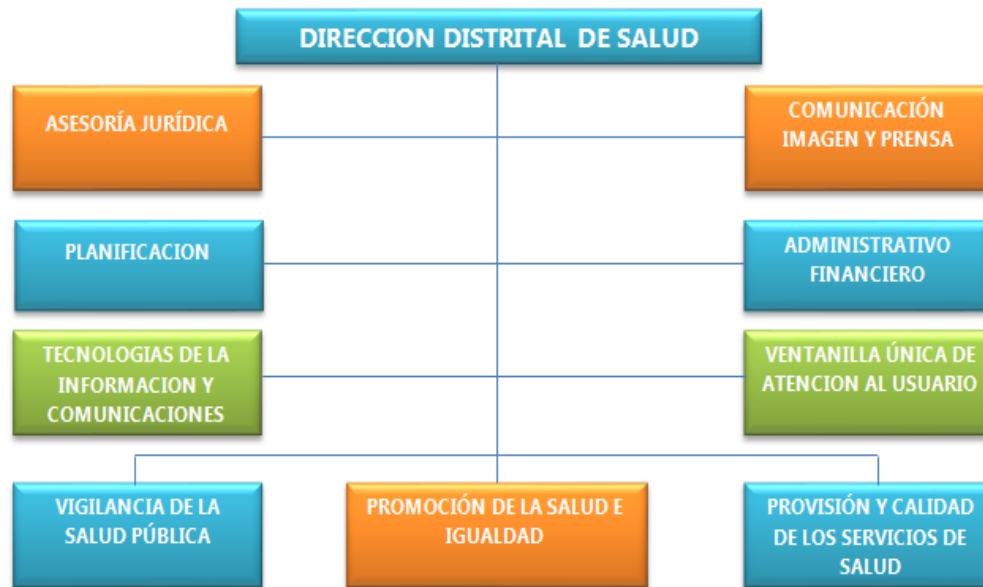 DIRECCION DISTRITAL DE SALUD
ASESORÍA JURÍDICA
COMUNICACIÓN
IMAGEN Y PRENSA
PLANIFICACION
ADMINISTRATIVO
FINANCIERO
TECNOLOGIAS DE LA
INFORMACION Y
COMUNICACIONES
VENTANILLA ÚNICA DE
ATENCION AL USUARIO
VIGILANCIA DE LA
SALUD PÚBLICA
PROMOCIÓN DE LA SALUD E
IGUALDAD
PROVISIÓN Y CALIDAD
DE LOS SERVICIOS DE
SALUD